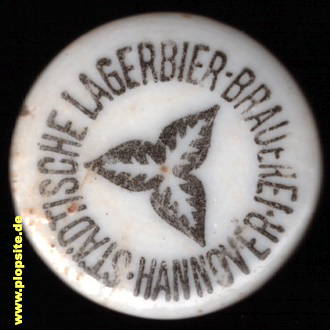 STÄDTISCHE LAGERBIER-BRAUEREI·
HANNOVER·
www.plopsite.de